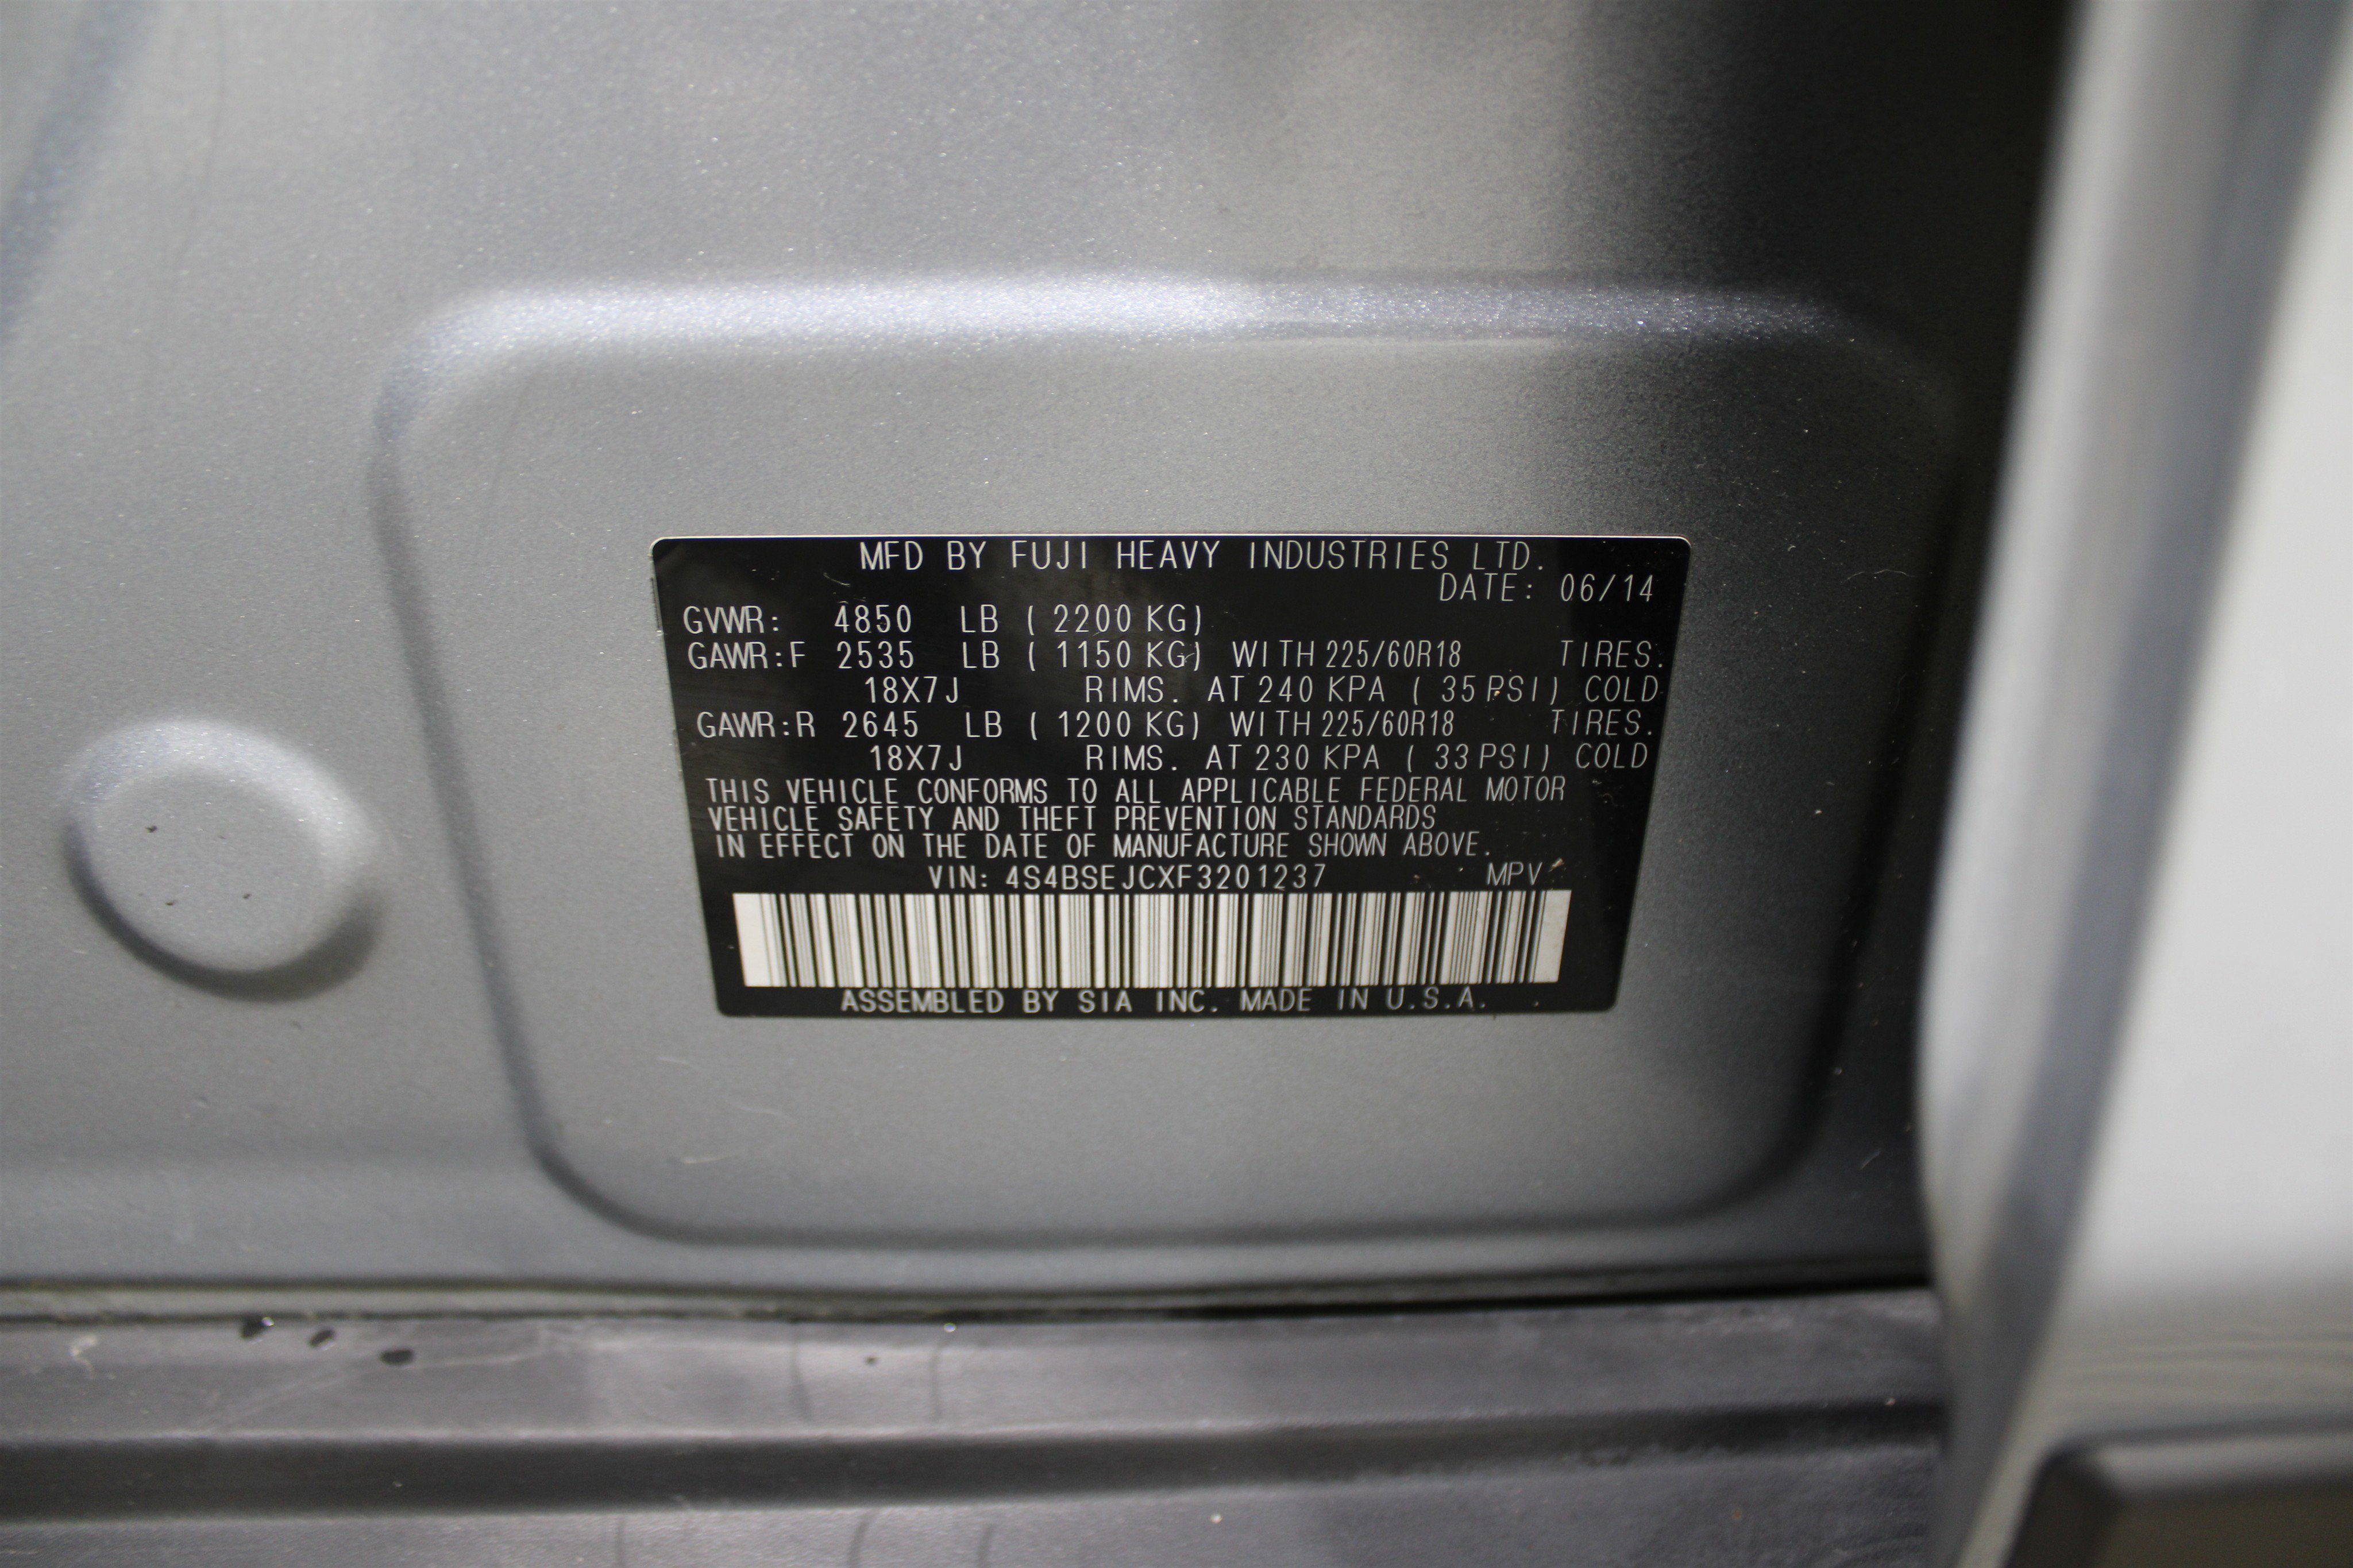 MFD BY FUJI HEAVY INDUSTRIES LTD.
DATE: 06/14
GVWR: 4850 LB ( 2200 KG)
GAWR:F 2535 LB ( 1150 KG) WITH 225/60R18 TIRES.
18X7J RIMS. AT 240 KPA ( 35 PSI) COLD
GAWR:R 2645 LB ( 1200 KG) WITH 225/60R18 TIRES.
18X7J RIMS. AT 230 KPA ( 33 PSI) COLD
THIS VEHICLE CONFORMS TO ALL APPLICABLE FEDERAL MOTOR
VEHICLE SAFETY AND THEFT PREVENTION STANDARDS
IN EFFECT ON THE DATE OF MANUFACTURE SHOWN ABOVE.
VIN: 4S4BSEJCXF3201237 MPV
ASSEMBLED BY SIA INC. MADE IN U.S.A.